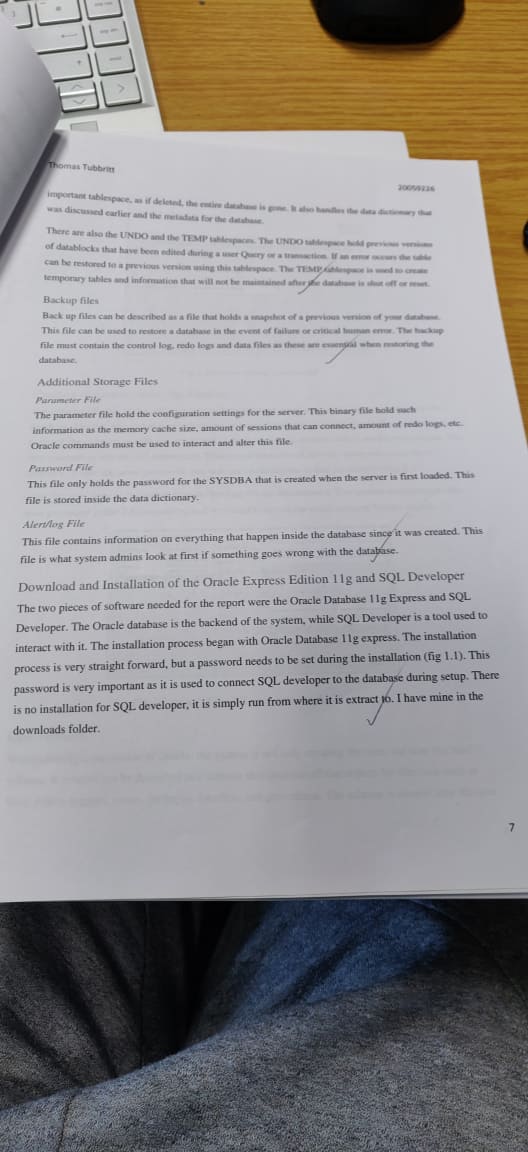 Thomas Tubbritt
20059226
important tablespace, as if deleted, the entire database is gone. It also handles the data dictionary that
was discussed earlier and the metadata for the database.
There are also the UNDO and the TEMP tablespaces. The UNDO tablespace hold previous versions
of datablocks that have been edited during a user Query or a transaction. If an error occurs the table
can be restored to a previous version using this tablespace. The TEMP tablespace is used to create
temporary tables and information that will not be maintained after the database is shut off or reset.
Backup files
Back up files can be described as a file that holds a snapshot of a previous version of your database.
This file can be used to restore a database in the event of failure or critical human error. The backup
file must contain the control log, redo logs and data files as these are essential when restoring the
database.
Additional Storage Files
Parameter File
The parameter file hold the configuration settings for the server. This binary file hold such
information as the memory cache size, amount of sessions that can connect, amount of redo logs, etc.
Oracle commands must be used to interact and alter this file.
Password File
This file only holds the password for the SYSDBA that is created when the server is first loaded. This
file is stored inside the data dictionary.
Alert/log File
This file contains information on everything that happen inside the database since it was created. This
file is what system admins look at first if something goes wrong with the database.
Download and Installation of the Oracle Express Edition 11g and SQL Developer
The two pieces of software needed for the report were the Oracle Database 11g Express and SQL
Developer. The Oracle database is the backend of the system, while SQL Developer is a tool used to
interact with it. The installation process began with Oracle Database 11g express. The installation
process is very straight forward, but a password needs to be set during the installation (fig 1.1). This
password is very important as it is used to connect SQL developer to the database during setup. There
is no installation for SQL developer, it is simply run from where it is extract to. I have mine in the
downloads folder.
7